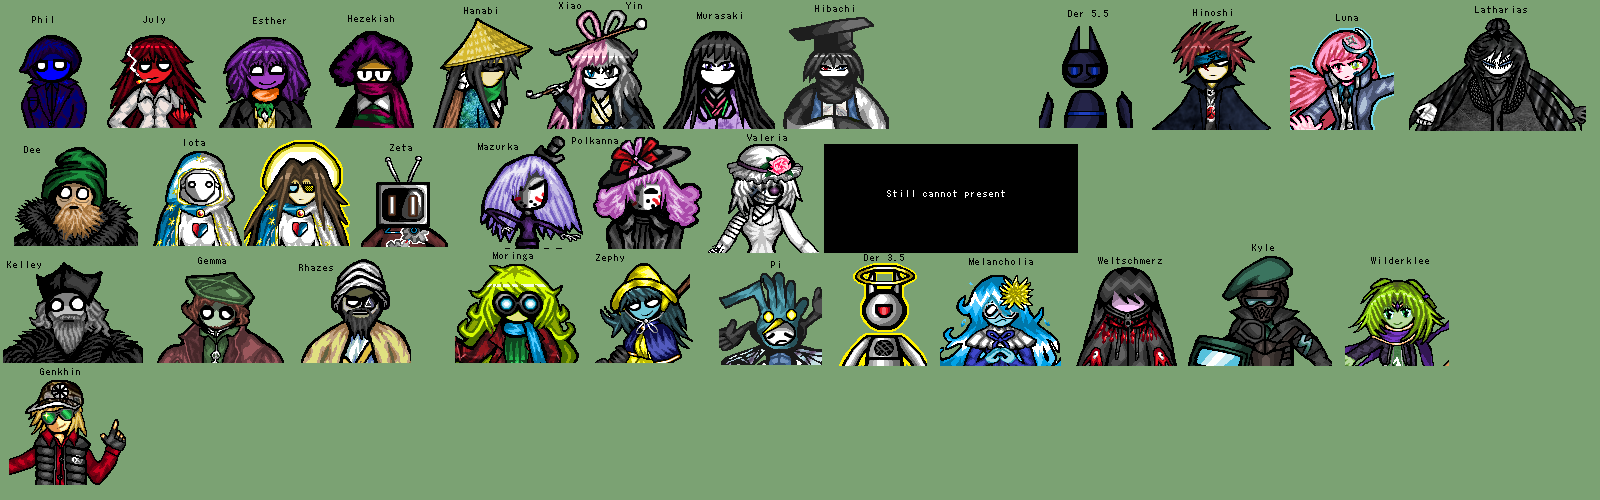 Phil
July
Esther
Hezekiah
Hanabi
Xiao Yin
Murasaki
Hibachi
Der 5.5
Hinoshi
Luna
Latharias
Dee
Iota
Zeta
Mazurka
Polkanna
Valeria
Still cannot present
Kelley
Gemma
Rhazes
Moringa
Zephy
Pi
Der 3.5
Melancholia
Weltschmerz
Kyle
Wilderklee
Genkhin